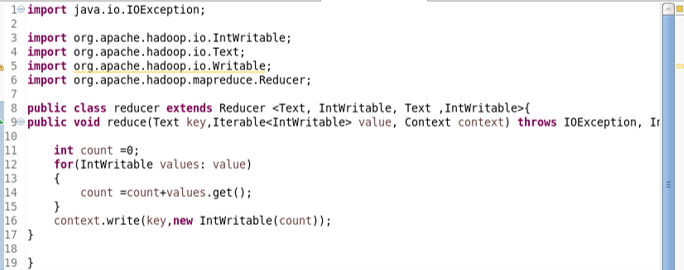 1 import java.io.IOException;
2
3 import org.apache.hadoop.io.IntWritable;
4 import org.apache.hadoop.io.Text;
5 import org.apache.hadoop.io.Writable;
6 import org.apache.hadoop.mapreduce.Reducer;
7
8 public class reducer extends Reducer <Text, IntWritable, Text ,IntWritable>{
9 public void reduce(Text key,Iterable<IntWritable> value, Context context) throws IOException, In
10
11 int count =0;
12 for(IntWritable values: value)
13 {
14 count =count+values.get();
15 }
16 context.write(key,new IntWritable(count));
17 }
18
19 }